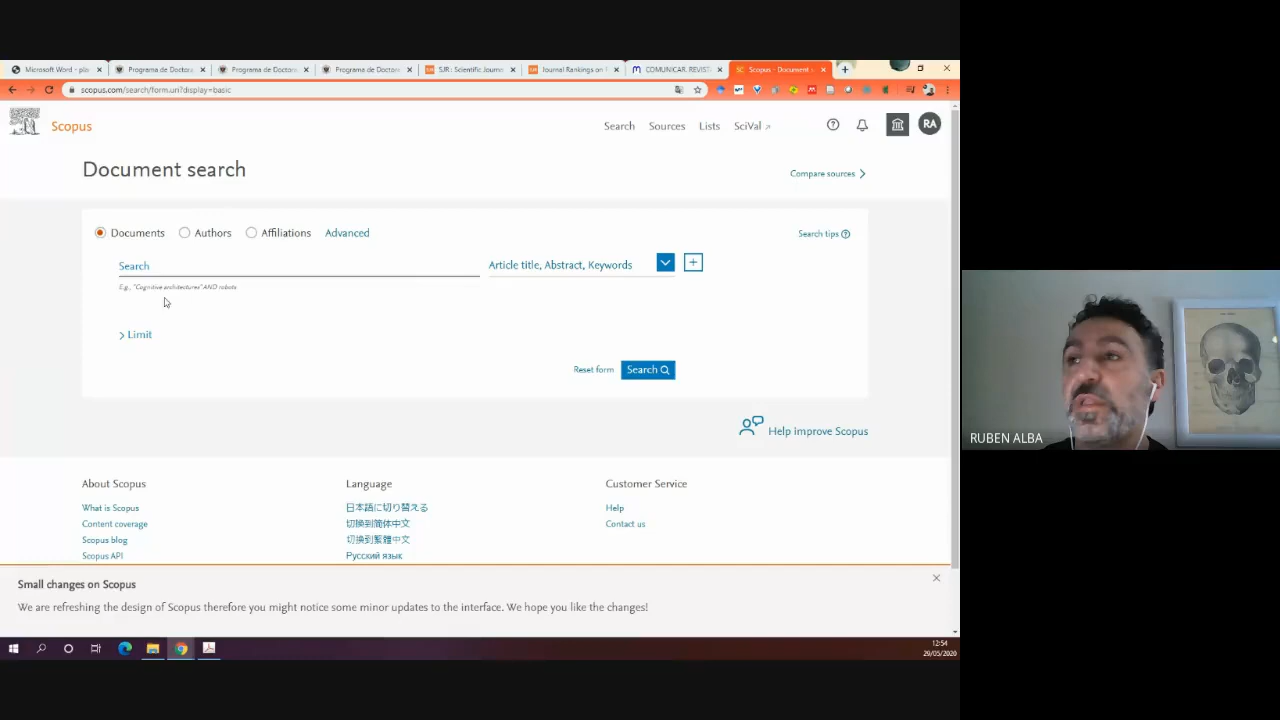 Microsoft Word - pla
Programa de Doctora
Programa de Doctora
Programa de Doctora
SJR : Scientific Journa
Journal Rankings on
COMUNICAR. REVIST
Scopus - Document s
scopus.com/search/form.uri?display=basic
Scopus
Search
Sources
Lists
SciVal
RA
Document search
Compare sources
Documents
Authors
Affiliations
Advanced
Search tips
Search
Article title, Abstract, Keywords
E.g., "Cognitive architectures" AND robots
Limit
Reset form
Search
Help improve Scopus
RUBEN ALBA
About Scopus
Language
Customer Service
What is Scopus
日本語に切り替える
Help
Content coverage
切换到简体中文
Contact us
Scopus blog
切換到繁體中文
Scopus API
Русский язык
Small changes on Scopus
We are refreshing the design of Scopus therefore you might notice some minor updates to the interface. We hope you like the changes!
12:54
29/05/2020